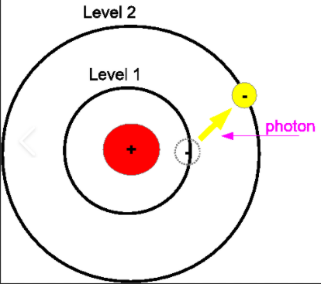 Level 2
Level 1
-
photon
+
-